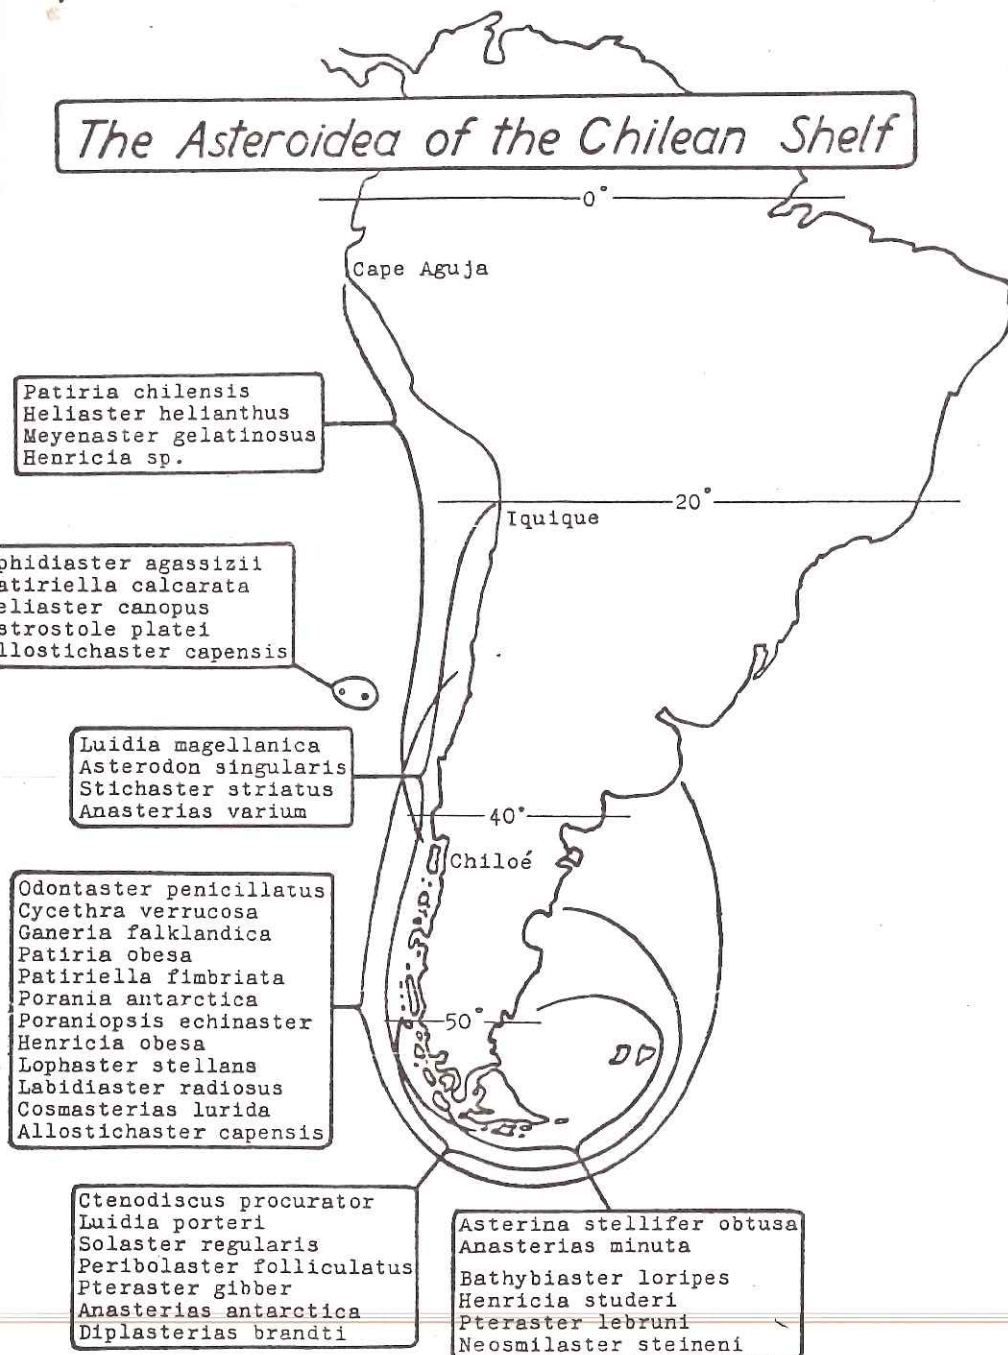 The Asteroidea of the Chilean Shelf
0°
Cape Aguja
Patiria chilensis
Heliaster helianthus
Meyenaster gelatinosus
Henricia sp.
20°
Iquique
phidiaster agassizii
atiriella calcarata
eliaster canopus
strostole platei
llostichaster capensis
Luidia magellanica
Asterodon singularis
Stichaster striatus
Anasterias varium
40°
Chiloé
Odontaster penicillatus
Cycethra verrucosa
Ganeria falklandica
Patiria obesa
Patiriella fimbriata
Porania antarctica
Poraniopsis echinaster
Henricia obesa
Lophaster stellans
Labidiaster radiosus
Cosmasterias lurida
Allostichaster capensis
50°
Ctenodiscus procurator
Luidia porteri
Solaster regularis
Peribolaster folliculatus
Pteraster gibber
Anasterias antarctica
Diplasterias brandti
Asterina stellifer obtusa
Anasterias minuta
Bathybiaster loripes
Henricia studeri
Pteraster lebruni
Neosmilaster steineni